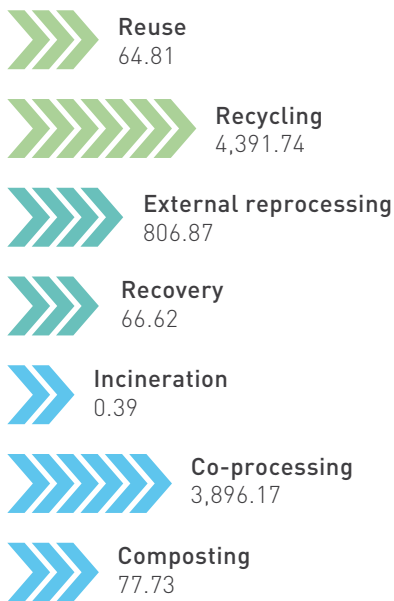 Reuse
64.81
Recycling
4,391.74
External reprocessing
806.87
Recovery
66.62
Incineration
0.39
Co-processing
3,896.17
Composting
77.73